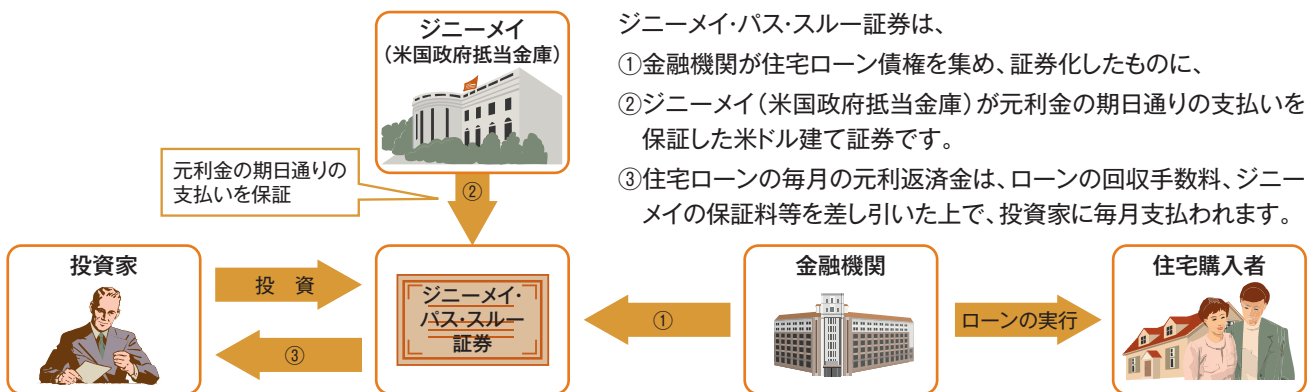 ジニーメイ
(米国政府抵当金庫)
元利金の期日通りの
支払いを保証
②
ジニーメイ・パス・スルー証券は、
①金融機関が住宅ローン債権を集め、証券化したものに、
②ジニーメイ(米国政府抵当金庫)が元利金の期日通りの支払いを
保証した米ドル建て証券です。
③住宅ローンの毎月の元利返済金は、ローンの回収手数料、ジニー
メイの保証料等を差し引いた上で、投資家に毎月支払われます。
投資家
投 資
③
ジニーメイ・
パス・スルー
証券
①
金融機関
ローンの実行
住宅購入者